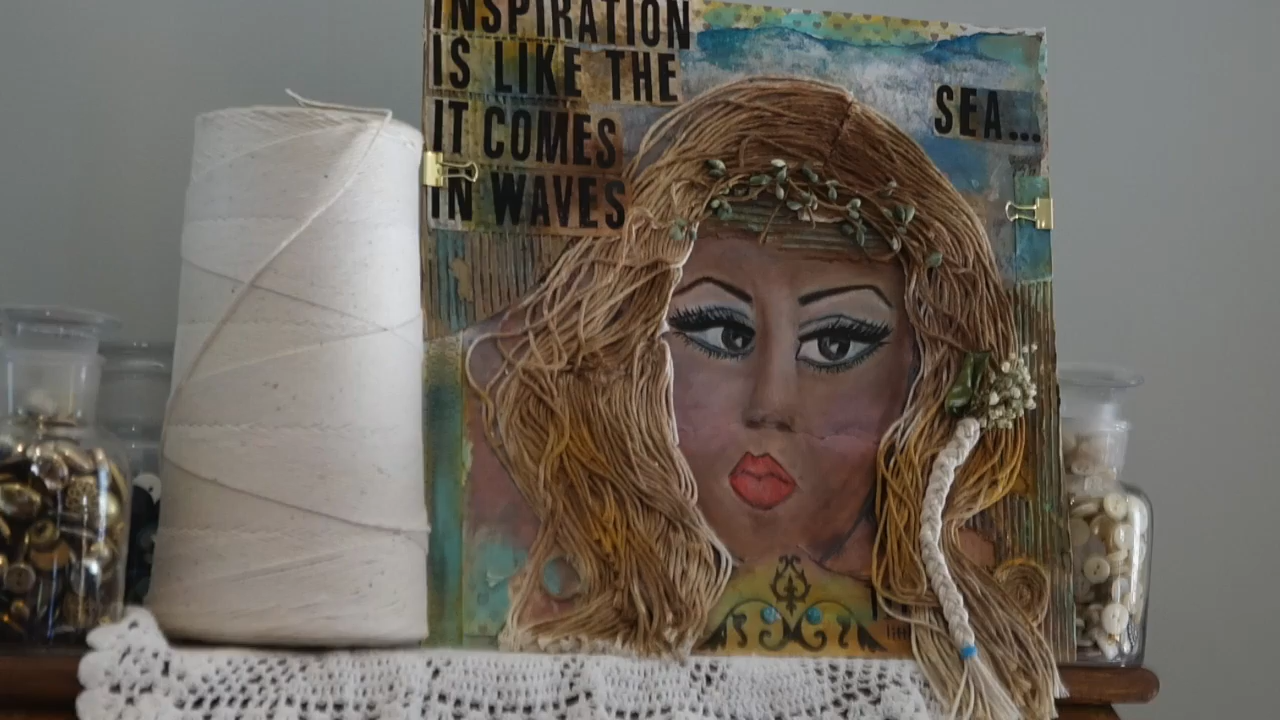 INSPIRATION
IS LIKE THE
SEA...
IT COMES
IN WAVES